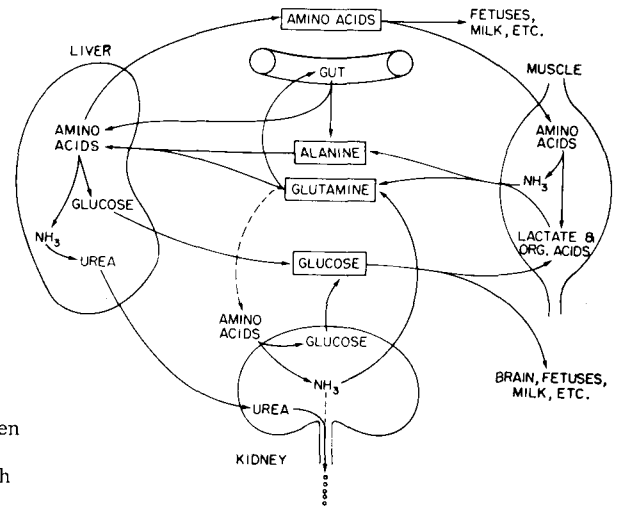 AMINO ACIDS
FETUSES,
MILK, ETC.
LIVER
GUT
MUSCLE
AMINO
ACIDS
ALANINE
AMINO
ACIDS
GLUTAMINE
NH3
GLUCOSE
NH3
UREA
LACTATE &
ORG. ACIDS
GLUCOSE
AMINO
ACIDS
GLUCOSE
NH3
BRAIN, FETUSES,
MILK, ETC.
UREA
en
KIDNEY
h